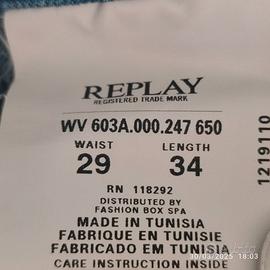 REPLAY
REGISTERED TRADE MARK
WV 603A.000.247 650
WAIST LENGTH
29 34
RN 118292
DISTRIBUTED BY
FASHION BOX SPA
MADE IN TUNISIA
FABRIQUE EN TUNISIE
FABRICADO EM TUNISIA
CARE INSTRUCTION INSIDE
1219110
30/03/2025 18:03